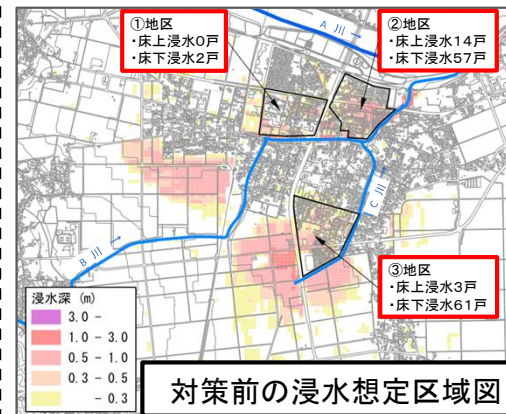 ①地区
・床上浸水0戸
・床下浸水2戸
②地区
・床上浸水14戸
・床下浸水57戸
A川→
B川→
C川→
③地区
・床上浸水3戸
・床下浸水61戸
浸水深 (m)
3.0 -
1.0 - 3.0
0.5 - 1.0
0.3 - 0.5
- 0.3
対策前の浸水想定区域図